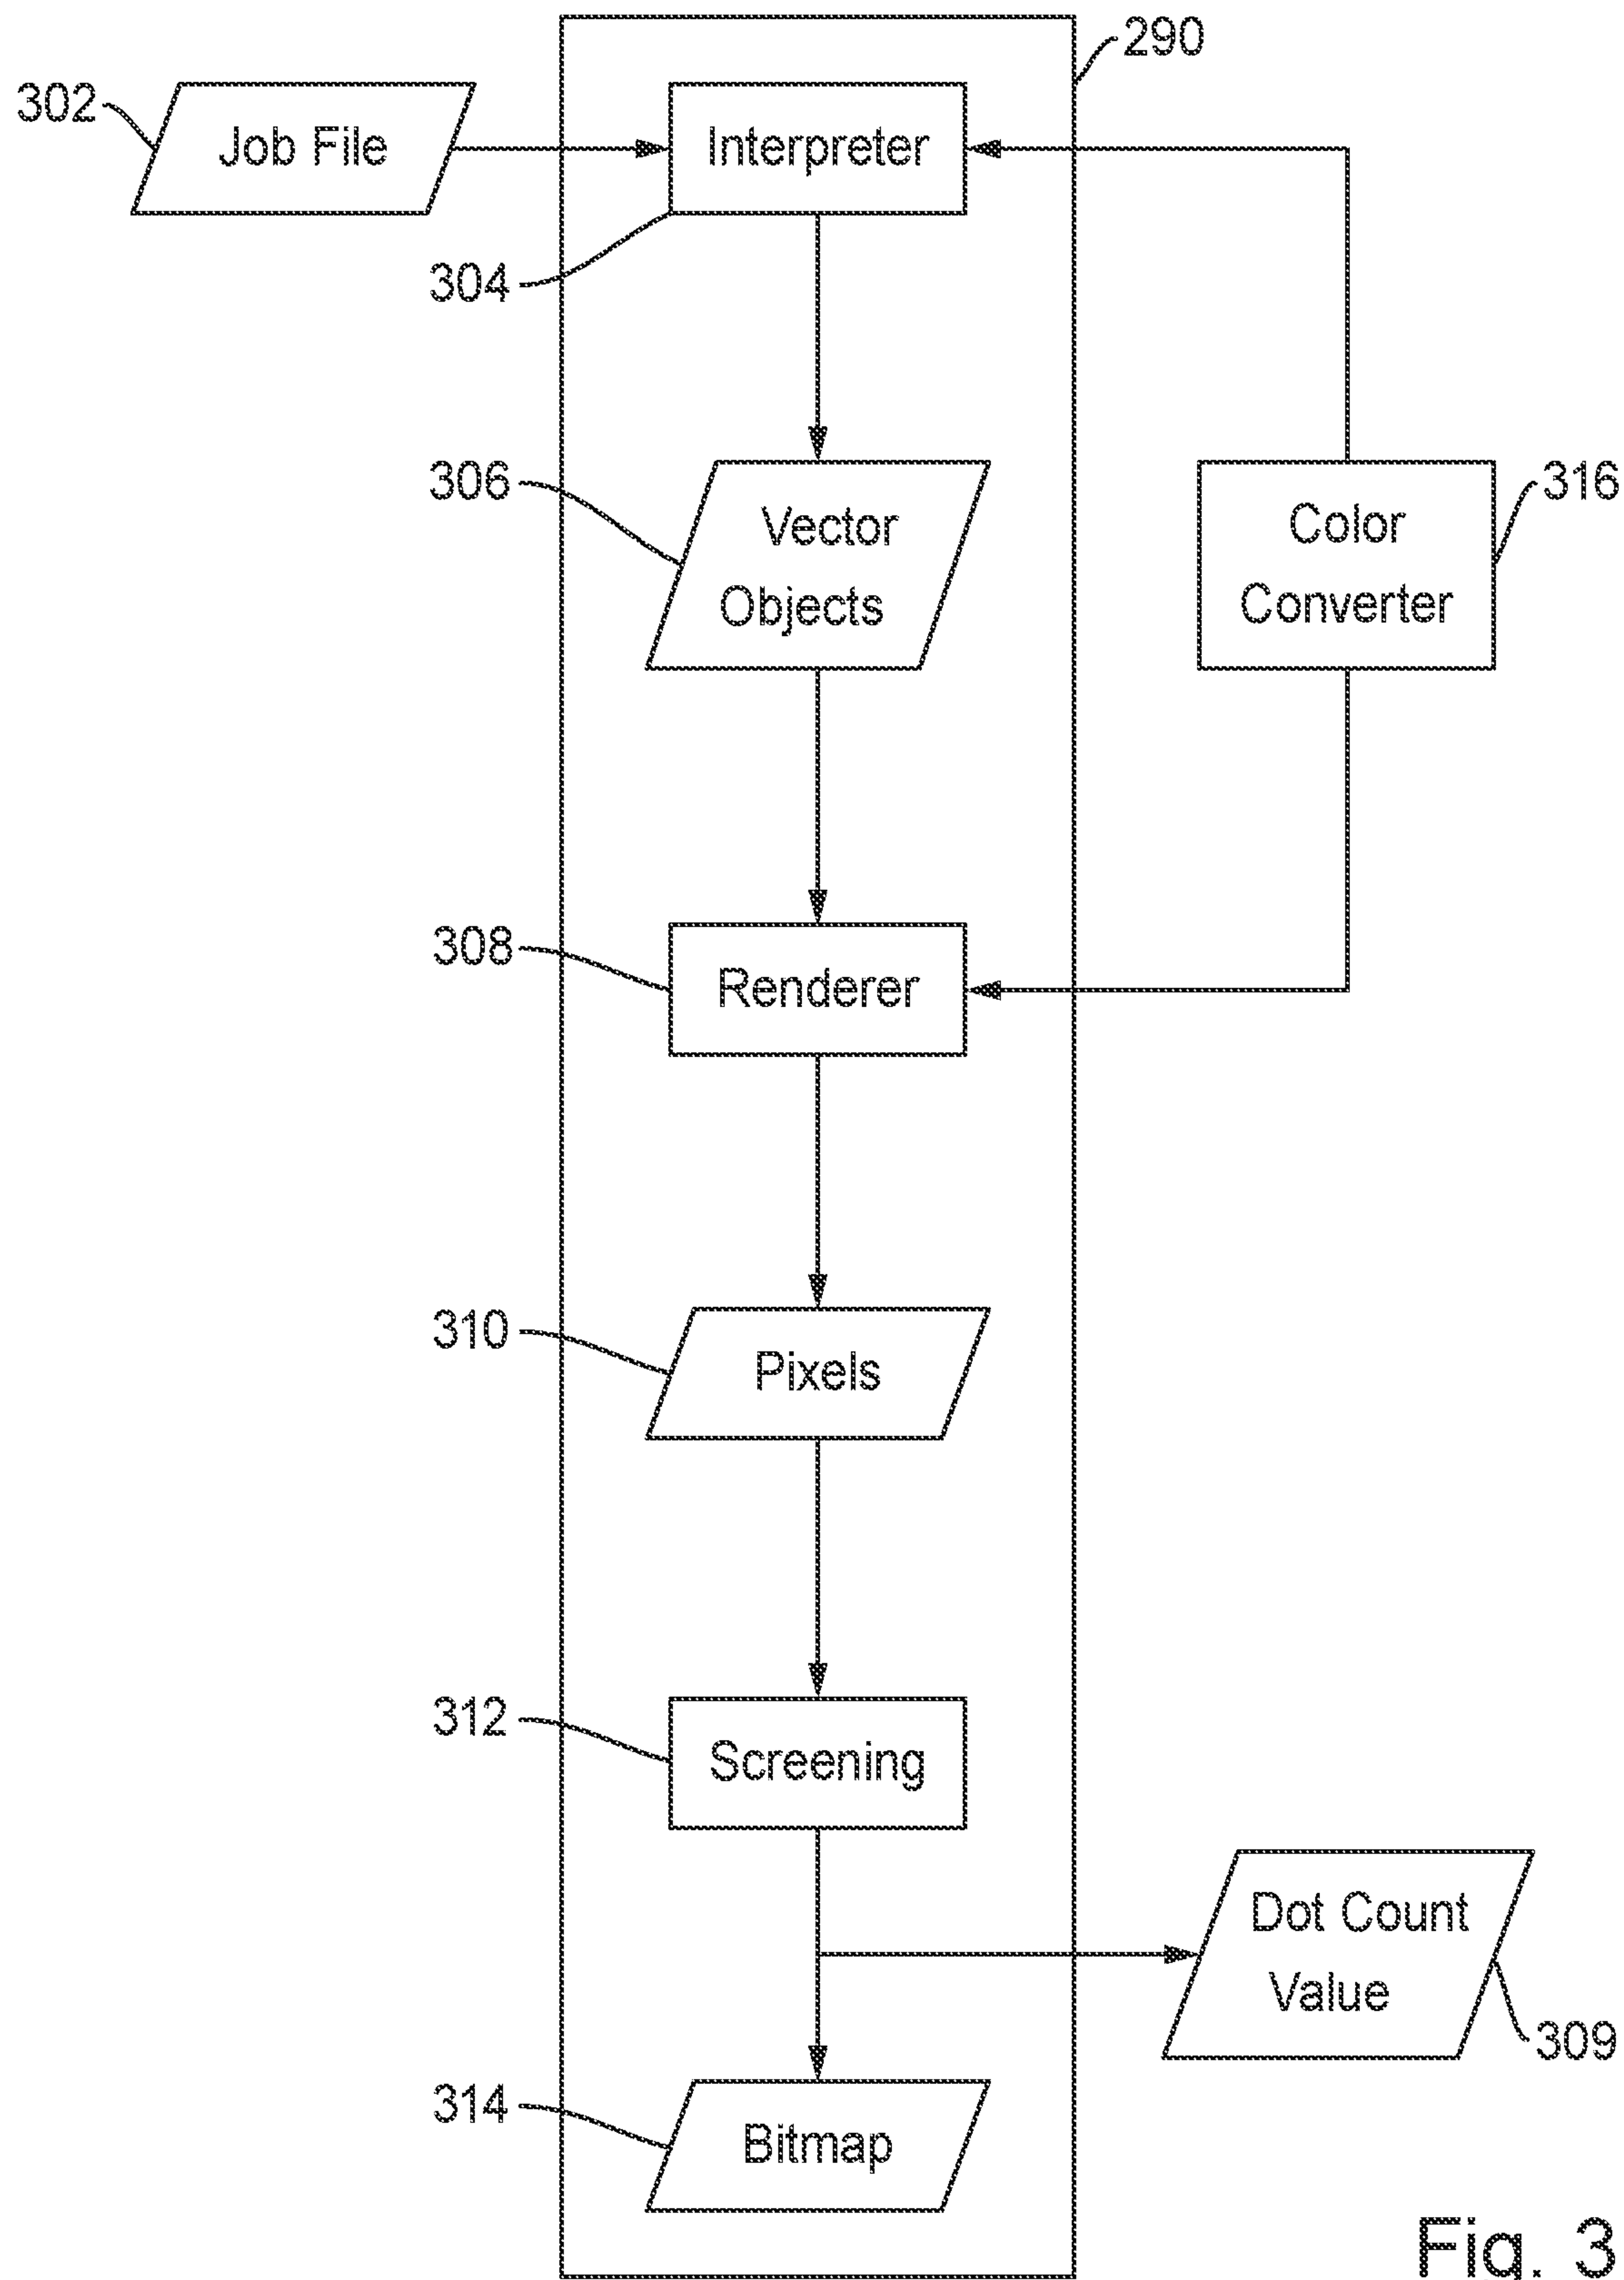 290
302
Job File
Interpreter
304
306
Vector
Objects
Color
Converter
316
308
Renderer
310
Pixels
312
Screening
Dot Count
Value
309
314
Bitmap
Fig. 3